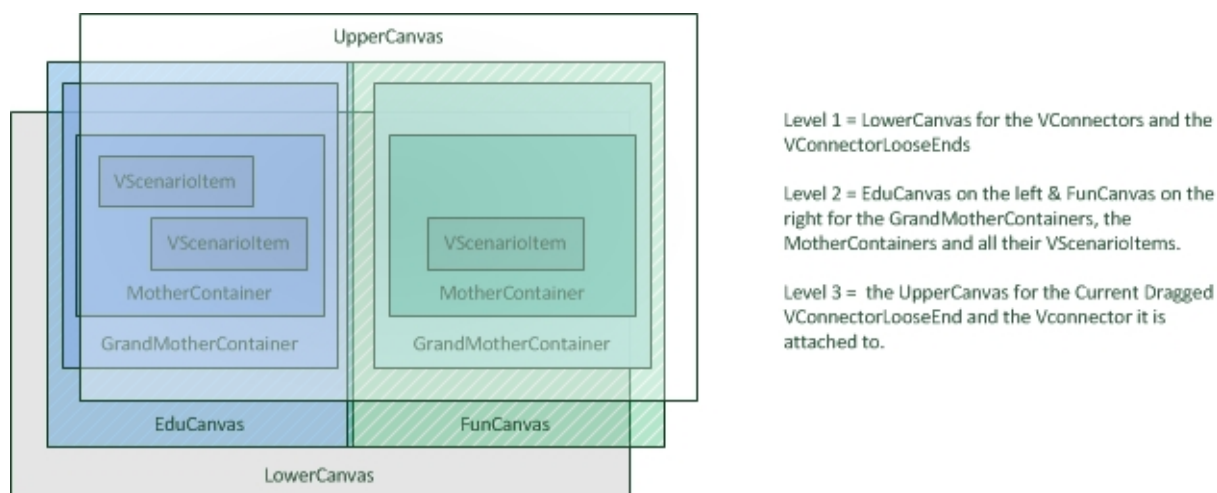 UpperCanvas
VScenarioItem
VScenarioItem
MotherContainer
GrandMotherContainer
EduCanvas
VScenarioItem
MotherContainer
GrandMotherContainer
FunCanvas
LowerCanvas
Level 1 = LowerCanvas for the VConnectors and the
VConnectorLooseEnds
Level 2 = EduCanvas on the left & FunCanvas on the
right for the GrandMotherContainers, the
MotherContainers and all their VScenarioItems.
Level 3 = the UpperCanvas for the Current Dragged
VConnectorLooseEnd and the Vconnector it is
attached to.